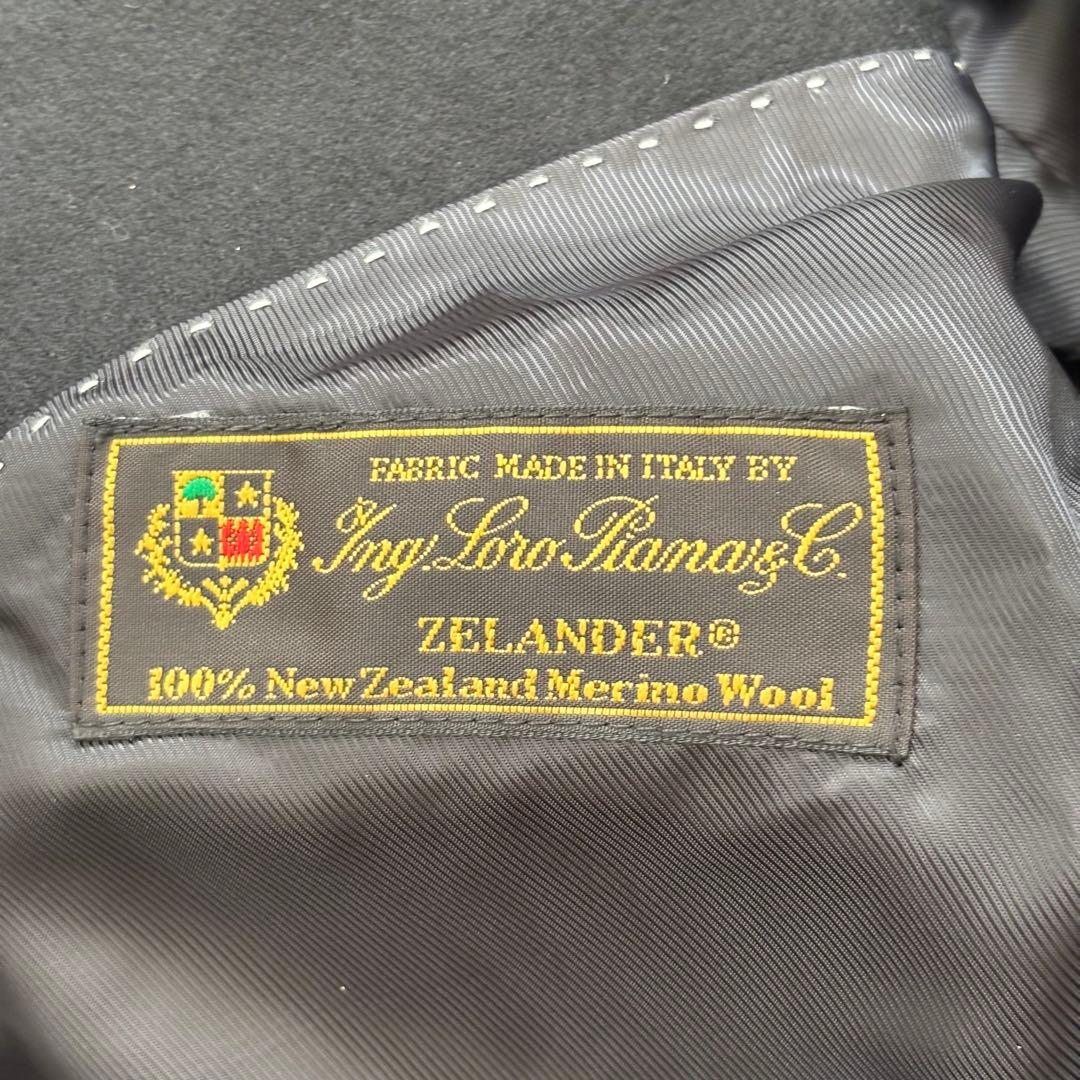 FABRIC MADE IN ITALY BY
Ing. Loro Piana & C.
ZELANDER®
100% New Zealand Merino Wool